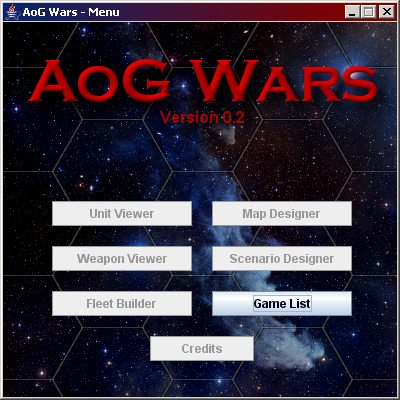 AoG Wars - Menu
AoG Wars
Version 0.2
Unit Viewer
Map Designer
Weapon Viewer
Scenario Designer
Fleet Builder
Game List
Credits